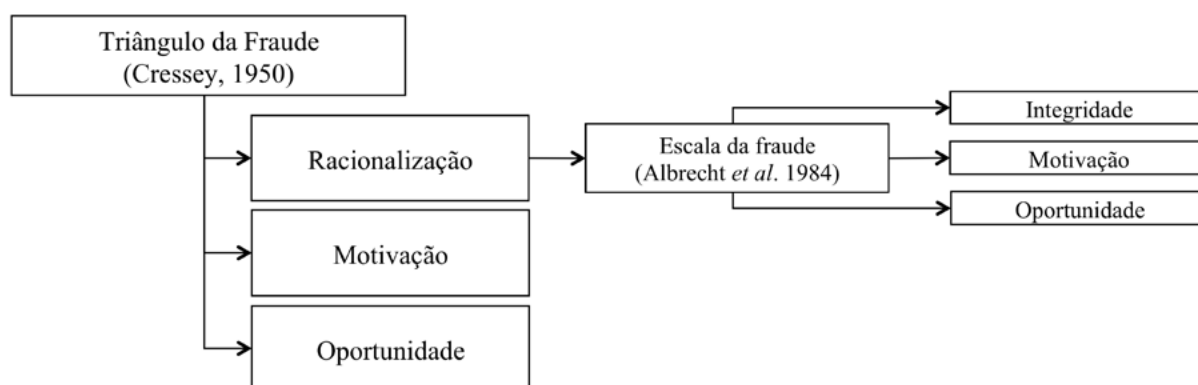 Triângulo da Fraude
(Cressey, 1950)
Racionalização
Motivação
Oportunidade
Escala da fraude
(Albrecht et al. 1984)
Integridade
Motivação
Oportunidade